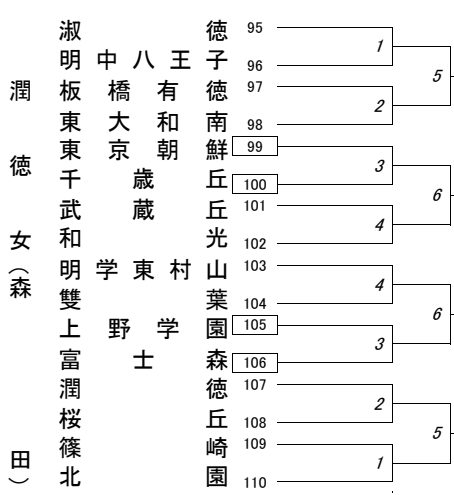 潤徳女(森田)
淑徳 95
明中八王子 96
板橋有徳 97
東大和南 98
東京朝鮮 99
千歳丘 100
武蔵丘 101
和光 102
明学東村山 103
雙葉 104
上野学園 105
富士森 106
潤徳 107
桜丘 108
篠崎 109
北園 110
1
2
3
4
4
3
2
1
5
6
6
5